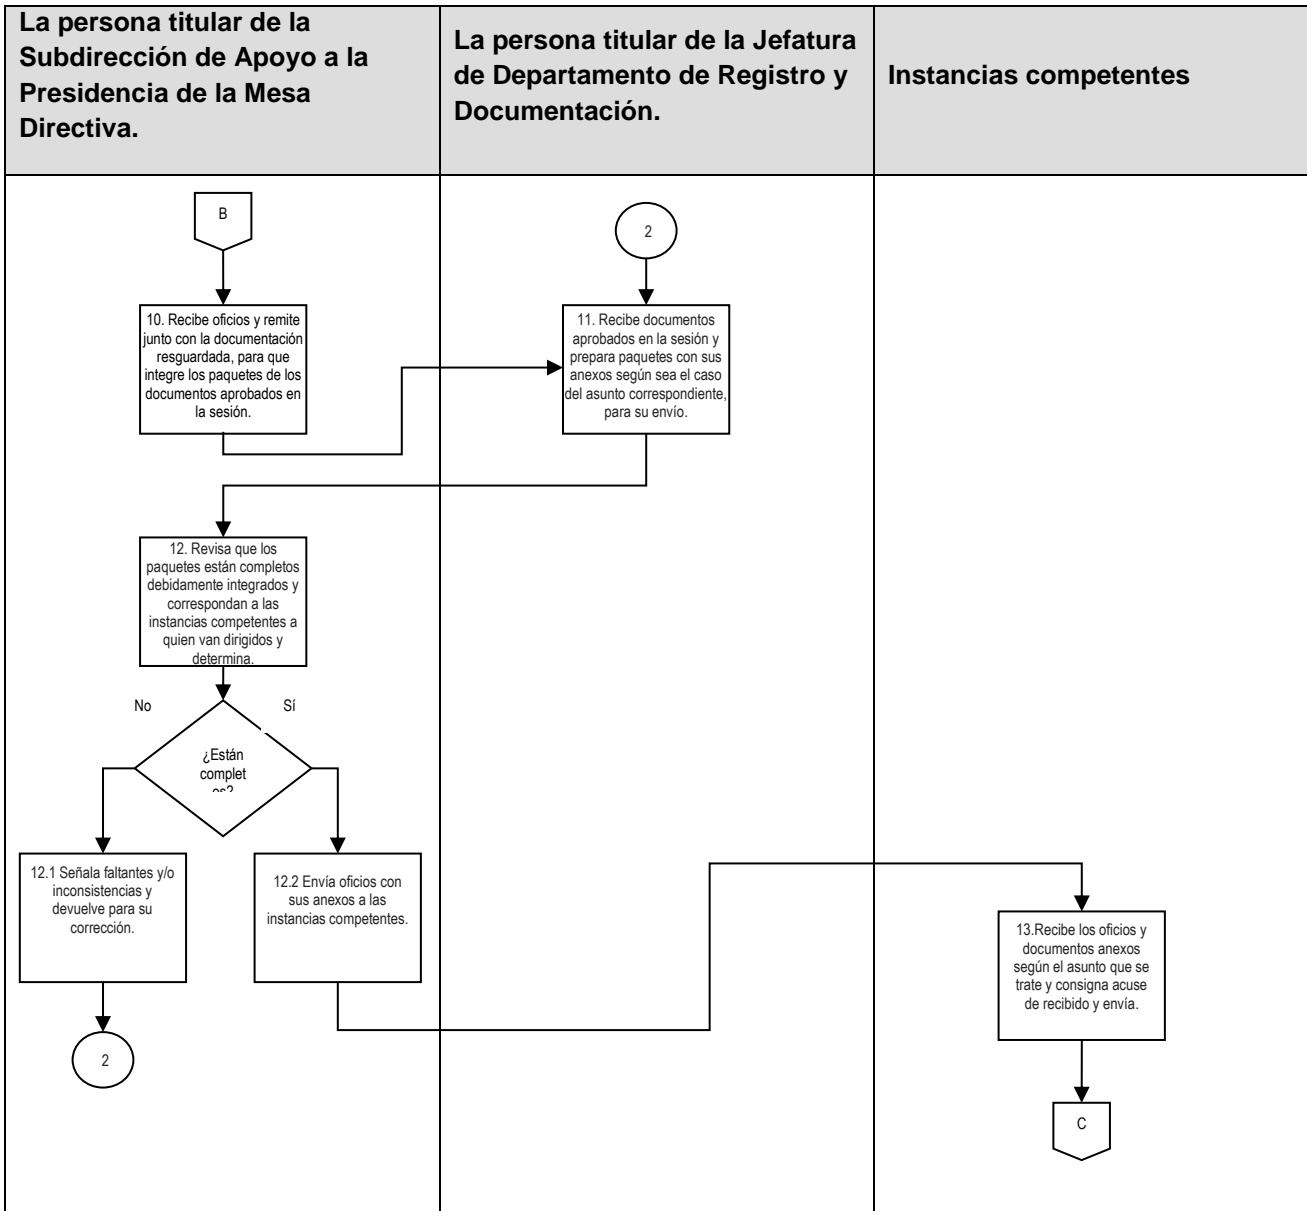 La persona titular de la
Subdirección de Apoyo a la
Presidencia de la Mesa
Directiva.
La persona titular de la Jefatura
de Departamento de Registro y
Documentación.
Instancias competentes
B
2
10. Recibe oficios y remite
junto con la documentación
resguardada, para que
integre los paquetes de los
documentos aprobados en
la sesión.
11. Recibe documentos
aprobados en la sesión y
prepara paquetes con sus
anexos según sea el caso
del asunto correspondiente,
para su envío.
12. Revisa que los
paquetes están completos
debidamente integrados y
correspondan a las
instancias competentes a
quien van dirigidos y
determina.
No
Sí
¿Están
complet
os?
12.1 Señala faltantes y/o
inconsistencias y
devuelve para su
corrección.
12.2 Envía oficios con
sus anexos a las
instancias competentes.
13.Recibe los oficios y
documentos anexos
según el asunto que se
trate y consigna acuse
de recibido y envía.
2
C